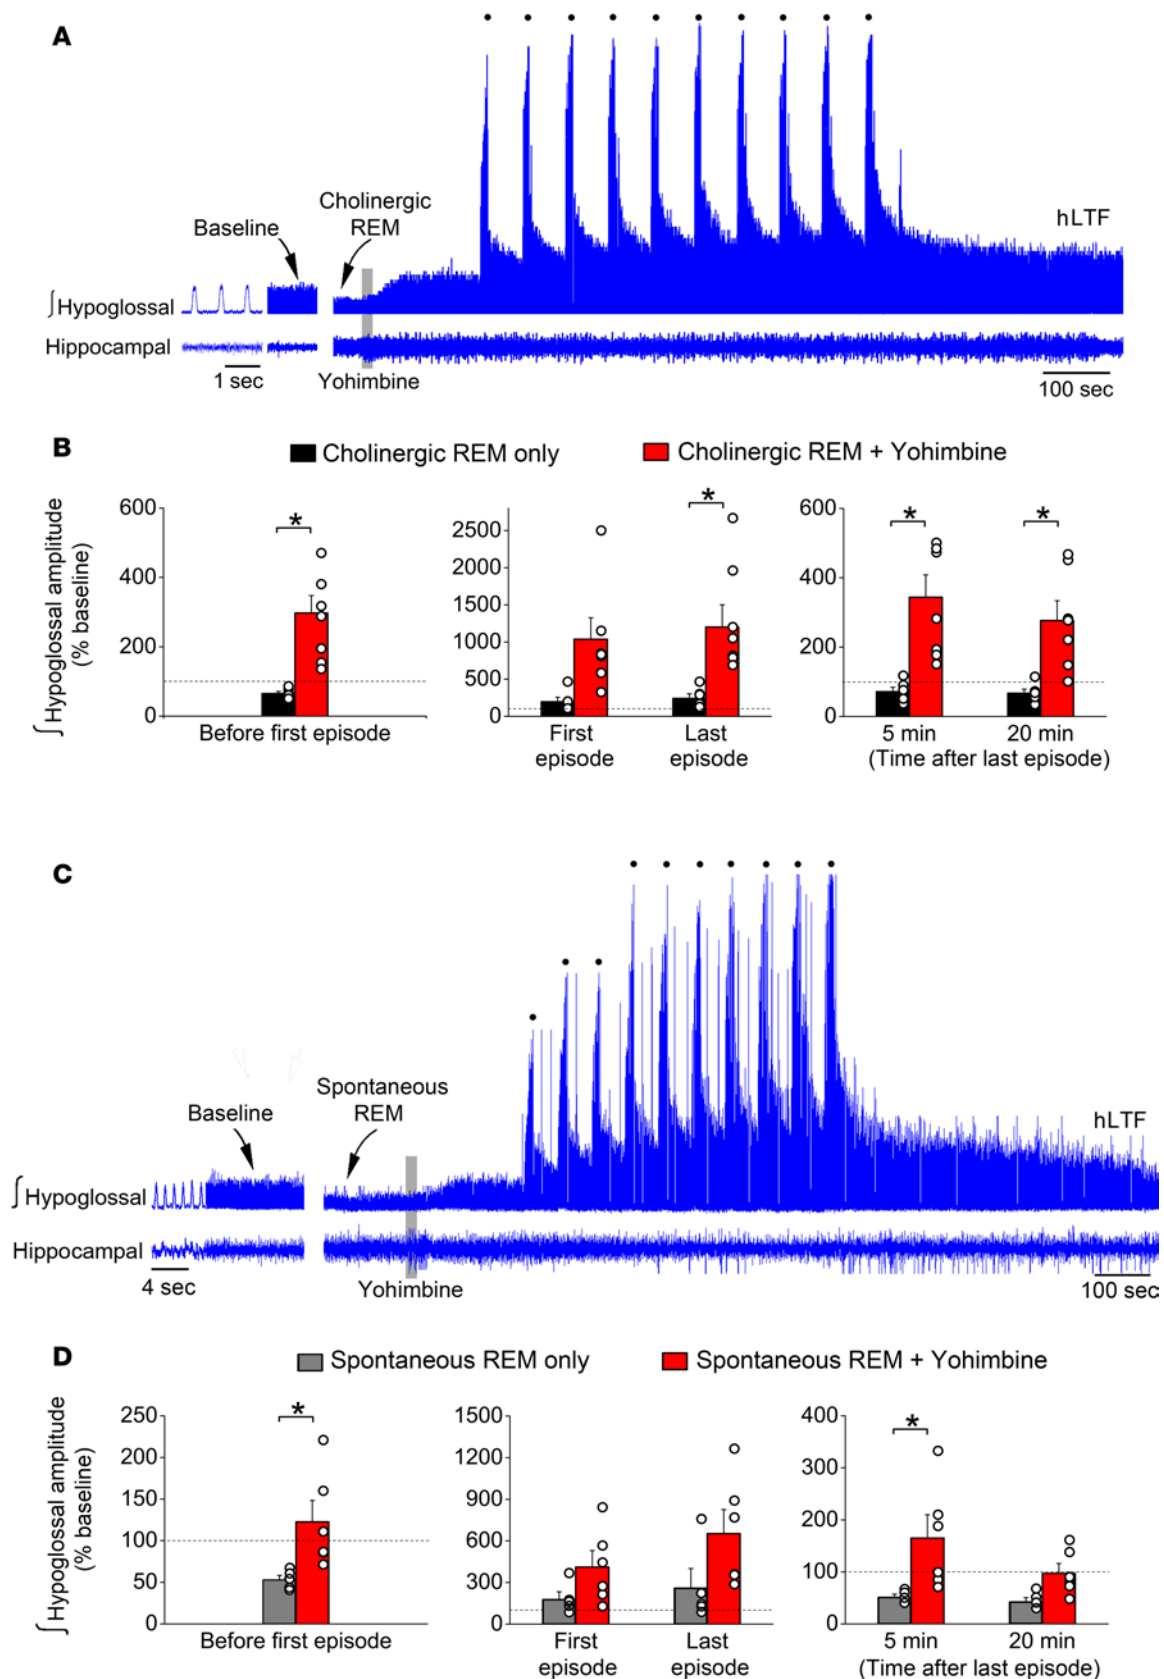 A
Baseline
Cholinergic
REM
hLTF
∫Hypoglossal
Hippocampal
1 sec
Yohimbine
100 sec
B
Cholinergic REM only
Cholinergic REM + Yohimbine
∫ Hypoglossal amplitude
(% baseline)
600
400
200
0
*
Before first episode
2500
2000
1500
1000
500
0
*
First
episode
Last
episode
600
400
200
0
*
*
5 min
20 min
(Time after last episode)
C
Baseline
Spontaneous
REM
hLTF
∫Hypoglossal
Hippocampal
4 sec
Yohimbine
100 sec
D
Spontaneous REM only
Spontaneous REM + Yohimbine
∫ Hypoglossal amplitude
(% baseline)
250
200
150
100
50
0
*
Before first episode
1500
1200
900
600
300
0
First
episode
Last
episode
400
300
200
100
0
*
5 min
20 min
(Time after last episode)